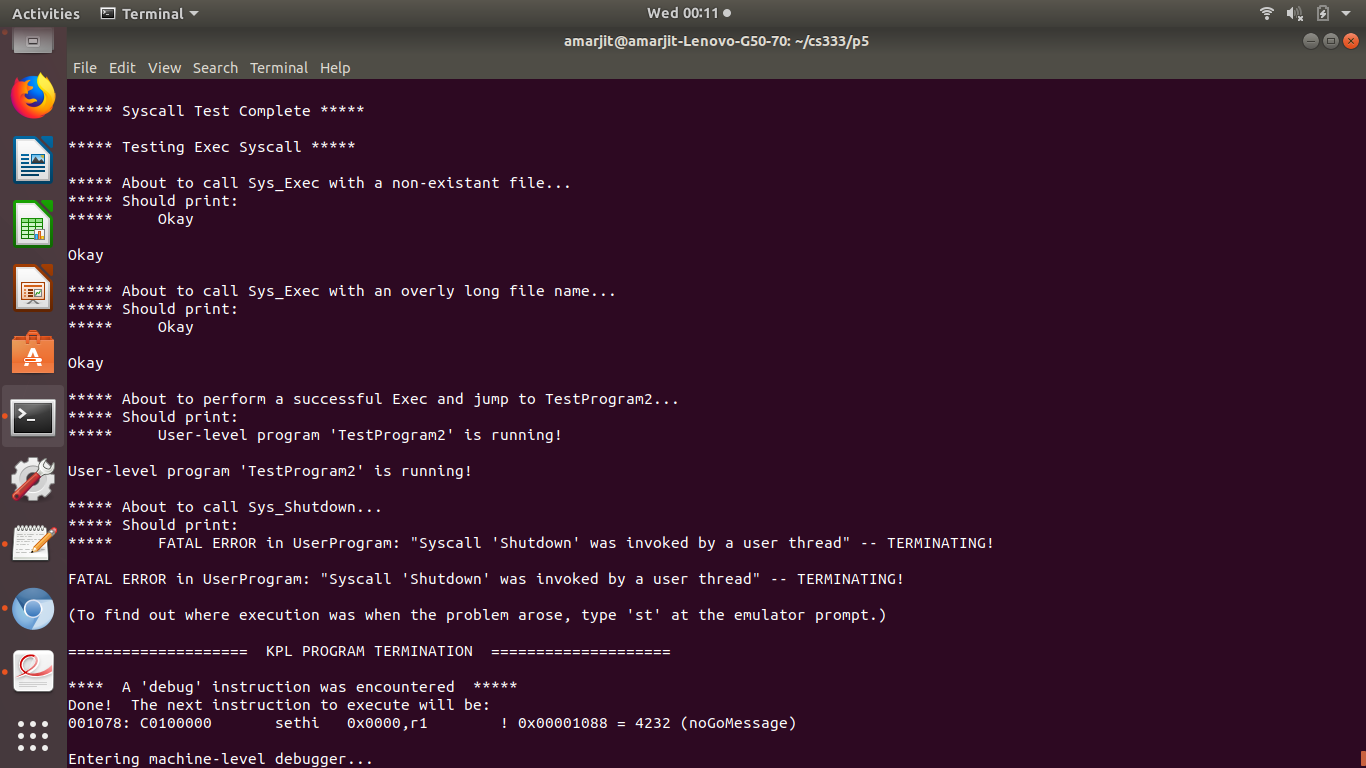 Activities Terminal Wed 00:11
amarjit@amarjit-Lenovo-G50-70: ~/cs333/p5
File Edit View Search Terminal Help
***** Syscall Test Complete *****
***** Testing Exec Syscall *****
***** About to call Sys_Exec with a non-existant file...
***** Should print:
*****     Okay
Okay
***** About to call Sys_Exec with an overly long file name...
***** Should print:
*****     Okay
Okay
***** About to perform a successful Exec and jump to TestProgram2...
***** Should print:
*****     User-level program 'TestProgram2' is running!
User-level program 'TestProgram2' is running!
***** About to call Sys_Shutdown...
***** Should print:
*****     FATAL ERROR in UserProgram: "Syscall 'Shutdown' was invoked by a user thread" -- TERMINATING!
FATAL ERROR in UserProgram: "Syscall 'Shutdown' was invoked by a user thread" -- TERMINATING!
(To find out where execution was when the problem arose, type 'st' at the emulator prompt.)
====================  KPL PROGRAM TERMINATION  ====================
****  A 'debug' instruction was encountered  *****
Done!  The next instruction to execute will be:
001078: C0100000       sethi   0x0000,r1        ! 0x00001088 = 4232 (noGoMessage)
Entering machine-level debugger...